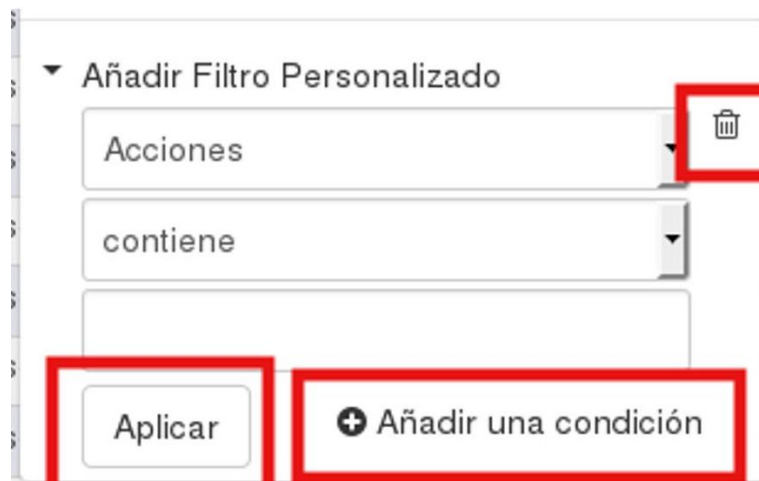 Añadir Filtro Personalizado
Acciones
contiene
Aplicar
Añadir una condición